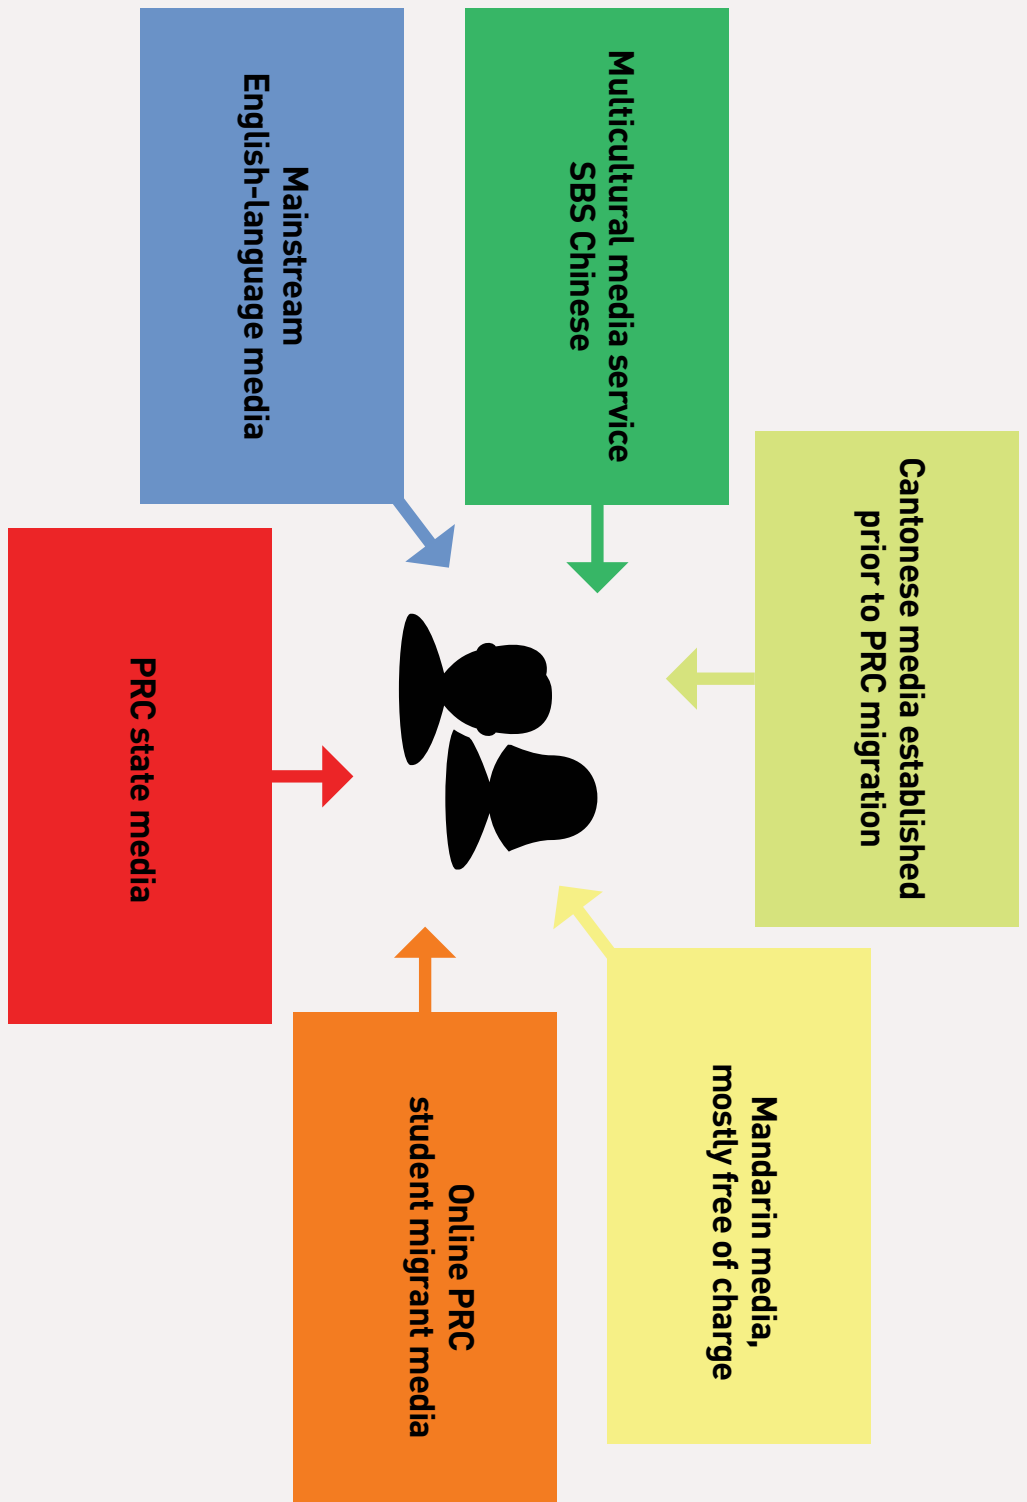 Cantonese media established
prior to PRC migration
Multicultural media service
SBS Chinese
Mandarin media,
mostly free of charge
Mainstream
English-language media
Online PRC
student migrant media
PRC state media